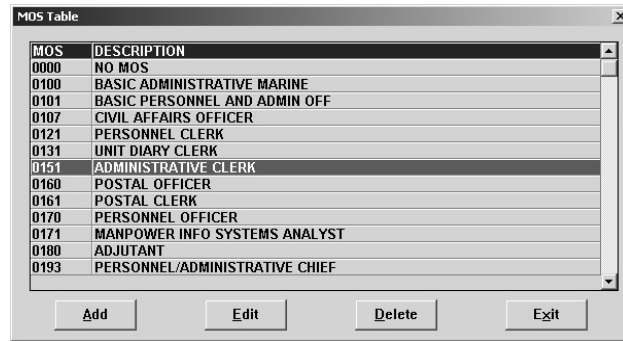 MOS Table
MOS DESCRIPTION
0000 NO MOS
0100 BASIC ADMINISTRATIVE MARINE
0101 BASIC PERSONNEL AND ADMIN OFF
0107 CIVIL AFFAIRS OFFICER
0121 PERSONNEL CLERK
0131 UNIT DIARY CLERK
0151 ADMINISTRATIVE CLERK
0160 POSTAL OFFICER
0161 POSTAL CLERK
0170 PERSONNEL OFFICER
0171 MANPOWER INFO SYSTEMS ANALYST
0180 ADJUTANT
0193 PERSONNEL/ADMINISTRATIVE CHIEF
Add Edit Delete Exit